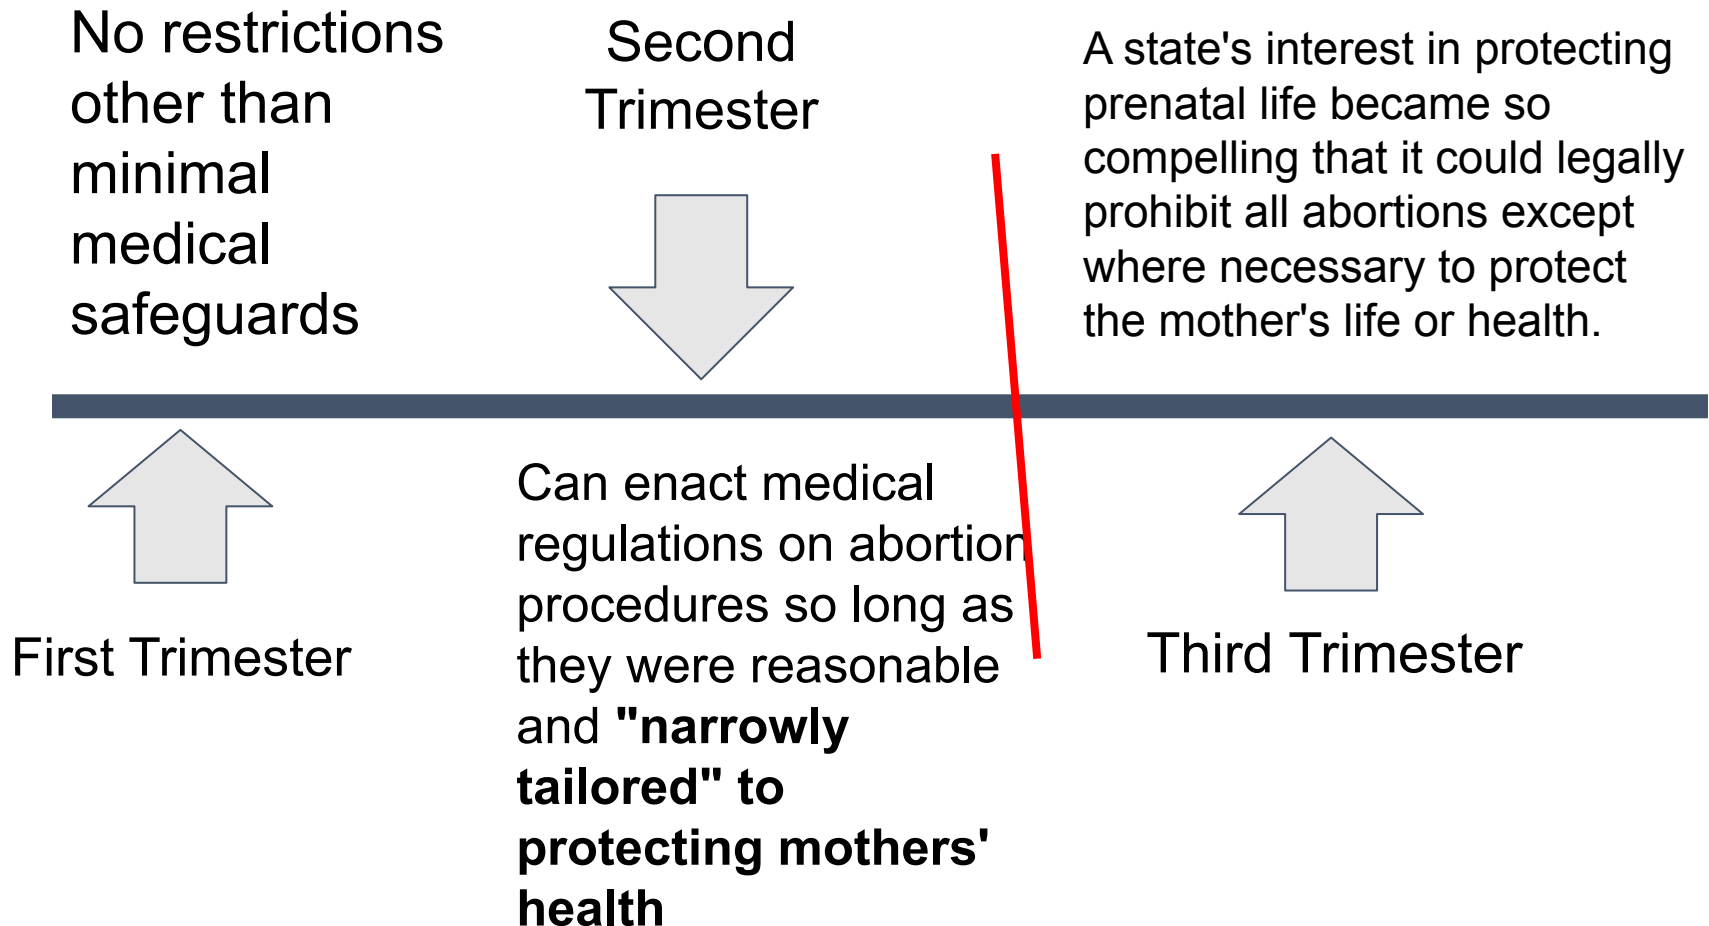 No restrictions
other than
minimal
medical
safeguards
First Trimester
Second
Trimester
Can enact medical
regulations on abortion
procedures so long as
they were reasonable
and "narrowly
tailored" to
protecting mothers'
health
A state's interest in protecting
prenatal life became so
compelling that it could legally
prohibit all abortions except
where necessary to protect
the mother's life or health.
Third Trimester